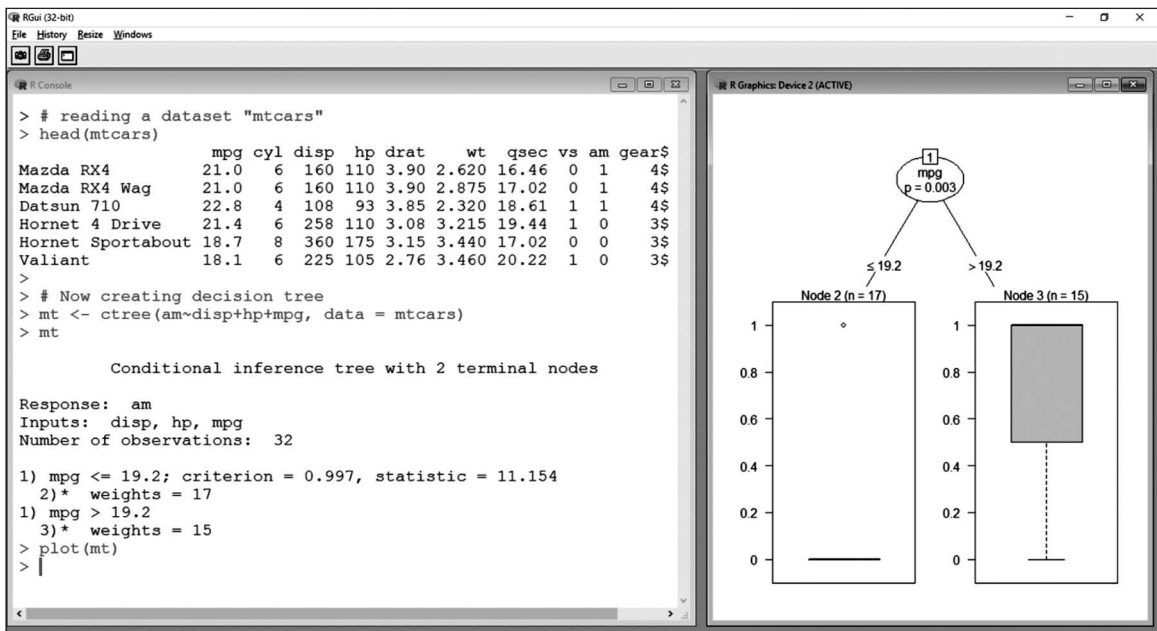 RGui (32-bit)
File History Resize Windows
R Console
> # reading a dataset "mtcars"
> head(mtcars)
mpg cyl disp hp drat wt qsec vs am gear$
Mazda RX4 21.0 6 160 110 3.90 2.620 16.46 0 1 4$
Mazda RX4 Wag 21.0 6 160 110 3.90 2.875 17.02 0 1 4$
Datsun 710 22.8 4 108 93 3.85 2.320 18.61 1 1 4$
Hornet 4 Drive 21.4 6 258 110 3.08 3.215 19.44 1 0 3$
Hornet Sportabout 18.7 8 360 175 3.15 3.440 17.02 0 0 3$
Valiant 18.1 6 225 105 2.76 3.460 20.22 1 0 3$
>
> # Now creating decision tree
> mt <- ctree(am~disp+hp+mpg, data = mtcars)
> mt
Conditional inference tree with 2 terminal nodes
Response: am
Inputs: disp, hp, mpg
Number of observations: 32
1) mpg <= 19.2; criterion = 0.997, statistic = 11.154
2)* weights = 17
1) mpg > 19.2
3)* weights = 15
> plot(mt)
>
R Graphics: Device 2 (ACTIVE)
1
mpg
p = 0.003
≤ 19.2
> 19.2
Node 2 (n = 17)
1
0.8
0.6
0.4
0.2
0
Node 3 (n = 15)
1
0.8
0.6
0.4
0.2
0